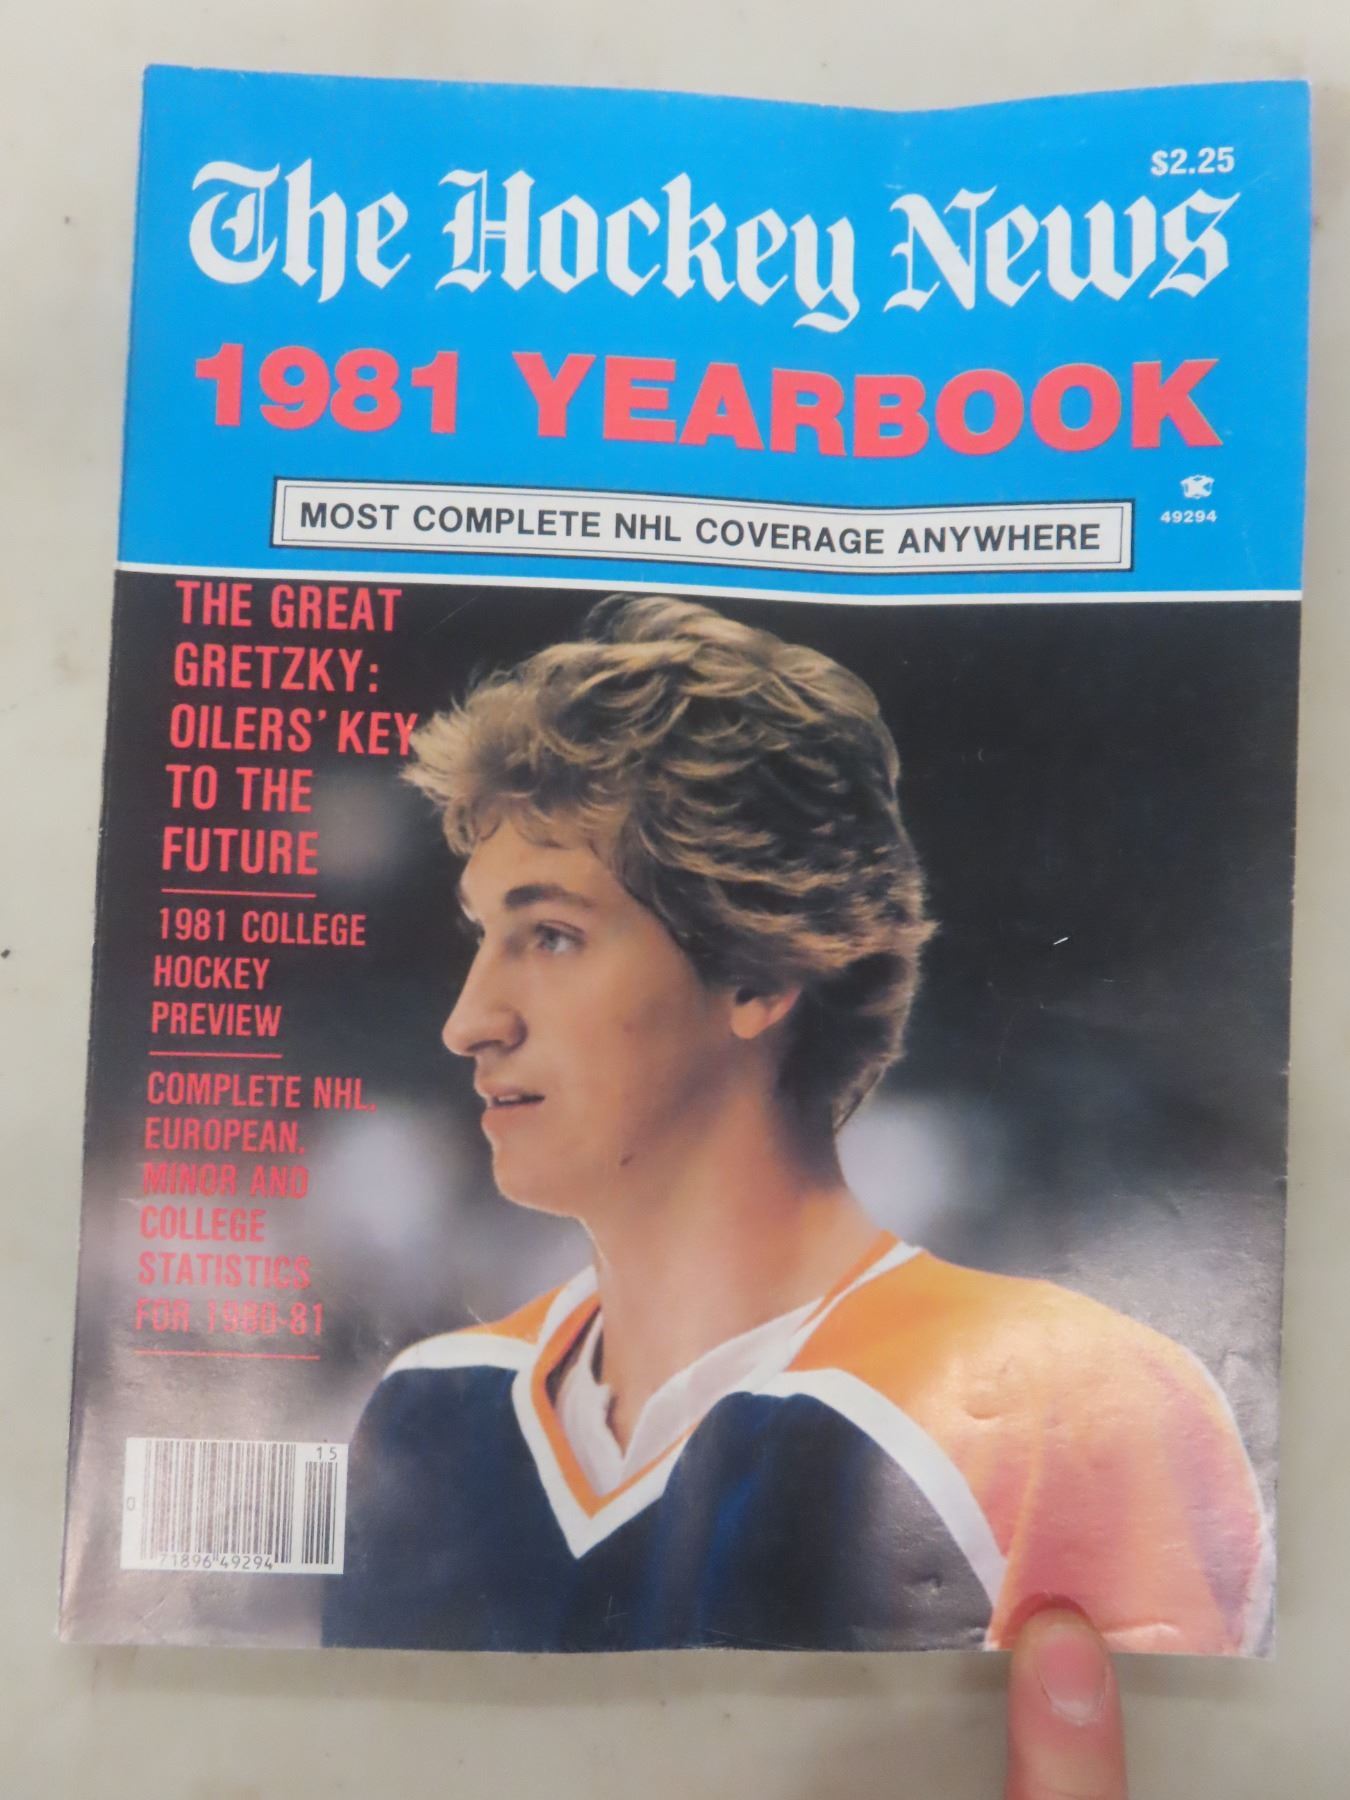 $2.25
The Hockey News
1981 YEARBOOK
MOST COMPLETE NHL COVERAGE ANYWHERE
49294
THE GREAT
GRETZKY:
OILERS' KEY
TO THE
FUTURE
1981 COLLEGE
HOCKEY
PREVIEW
COMPLETE NHL,
EUROPEAN,
MINOR AND
COLLEGE
STATISTICS
FOR 1980-81
15
0
71896 49294